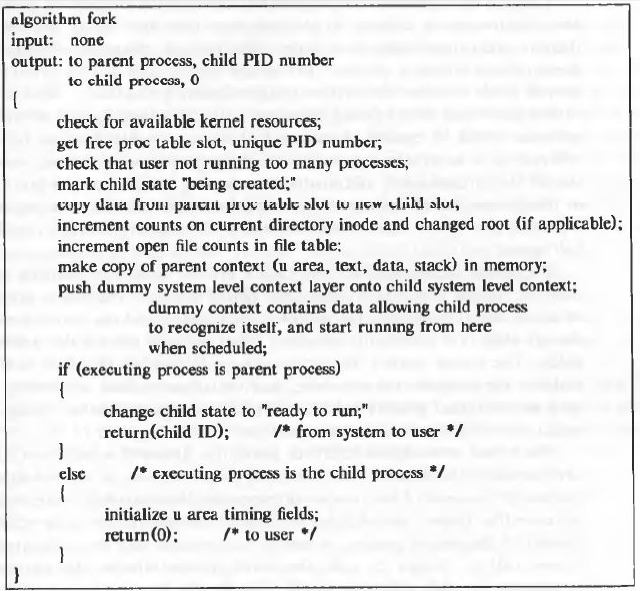 algorithm fork
input: none
output: to parent process, child PID number
to child process, 0
{
check for available kernel resources;
get free proc table slot, unique PID number;
check that user not running too many processes;
mark child state "being created;"
copy data from parent proc table slot to new child slot;
increment counts on current directory inode and changed root (if applicable);
increment open file counts in file table;
make copy of parent context (u area, text, data, stack) in memory;
push dummy system level context layer onto child system level context;
dummy context contains data allowing child process
to recognize itself, and start running from here
when scheduled;
if (executing process is parent process)
{
change child state to "ready to run;"
return(child ID); /* from system to user */
}
else /* executing process is the child process */
{
initialize u area timing fields;
return(0); /* to user */
}
}